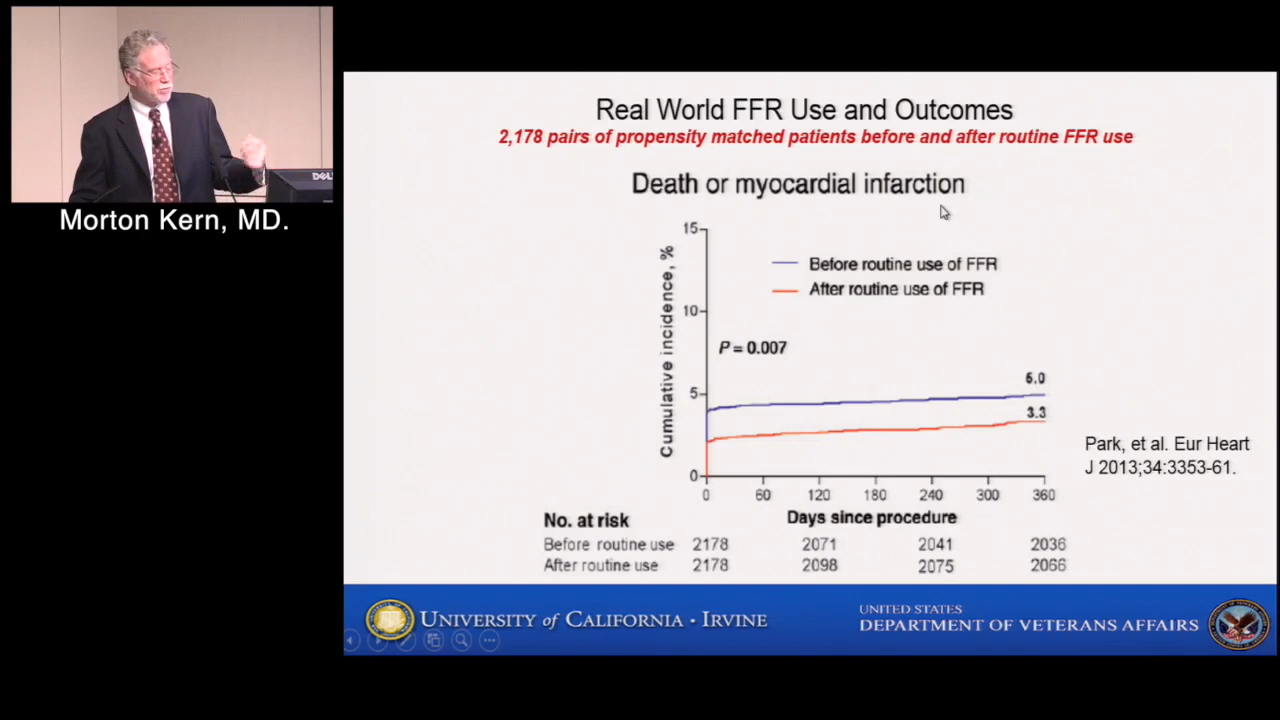 DELL
Morton Kern, MD.
Real World FFR Use and Outcomes
2,178 pairs of propensity matched patients before and after routine FFR use
Death or myocardial infarction
Cumulative incidence, %
15
10
5
0
Before routine use of FFR
After routine use of FFR
P = 0.007
5.0
3.3
0 60 120 180 240 300 360
Days since procedure
Park, et al. Eur Heart
J 2013;34:3353-61.
No. at risk
Before routine use 2178 2071 2041 2036
After routine use 2178 2098 2075 2066
UNIVERSITY of CALIFORNIA · IRVINE
UNITED STATES
DEPARTMENT OF VETERANS AFFAIRS